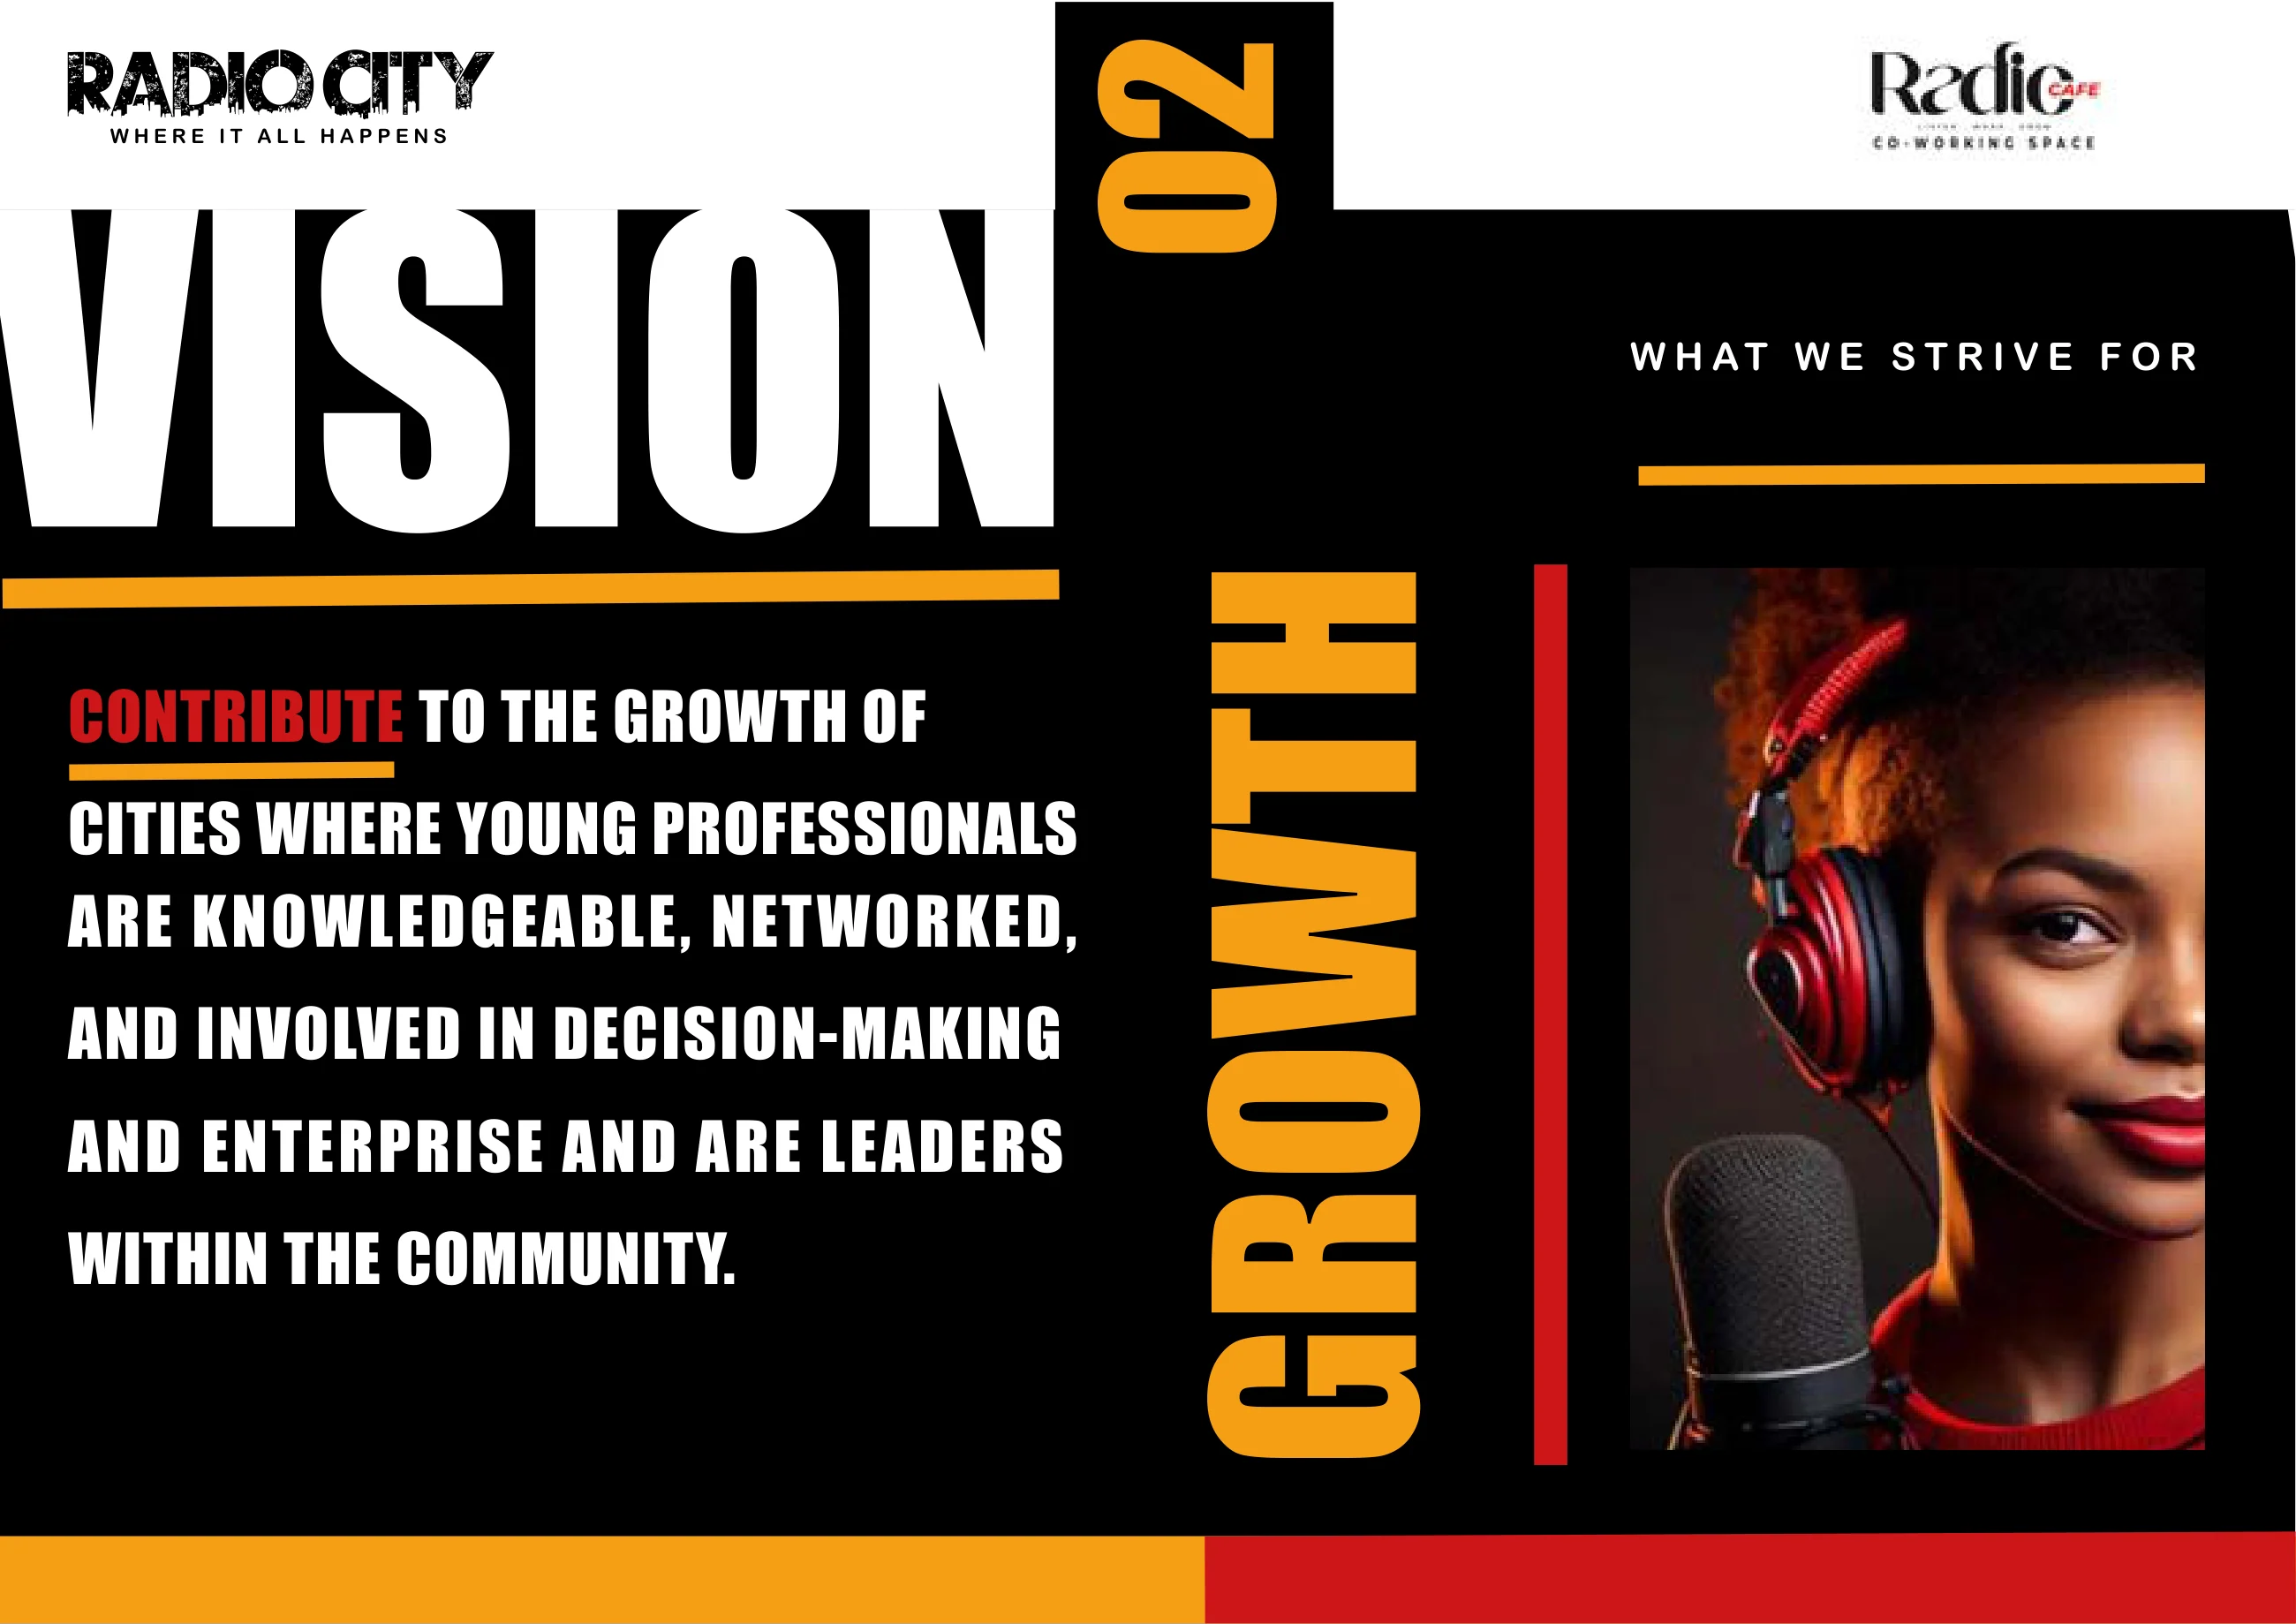 RADIO CITY
WHERE IT ALL HAPPENS
02
Radio
CAFE
CO-WORKING SPACE
VISION
WHAT WE STRIVE FOR
CONTRIBUTE TO THE GROWTH OF
CITIES WHERE YOUNG PROFESSIONALS
ARE KNOWLEDGEABLE, NETWORKED,
AND INVOLVED IN DECISION-MAKING
AND ENTERPRISE AND ARE LEADERS
WITHIN THE COMMUNITY.
GROWTH